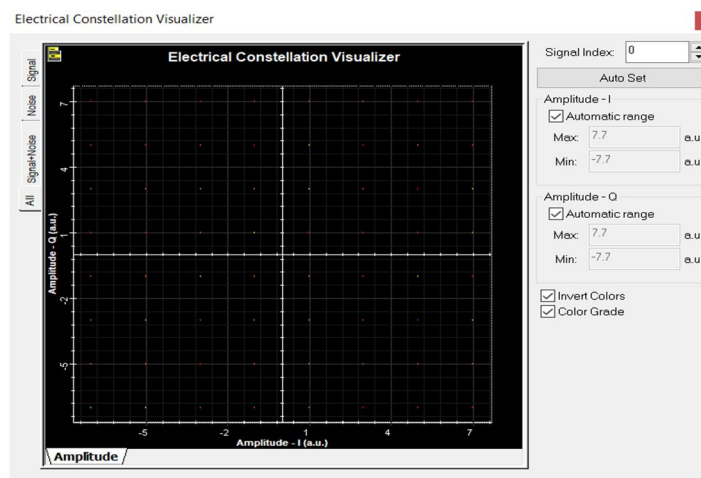 Electrical Constellation Visualizer
Signal Index: 0
Auto Set
Amplitude - I
Automatic range
Max: 7.7 a.u
Min: -7.7 a.u
Amplitude - Q
Automatic range
Max: 7.7 a.u
Min: -7.7 a.u
Invert Colors
Color Grade
Signal
Noise
Signal+Noise
All
Electrical Constellation Visualizer
Amplitude - Q (a.u.)
7
4
1
-2
-5
-5 -2 1 4 7
Amplitude - I (a.u.)
Amplitude